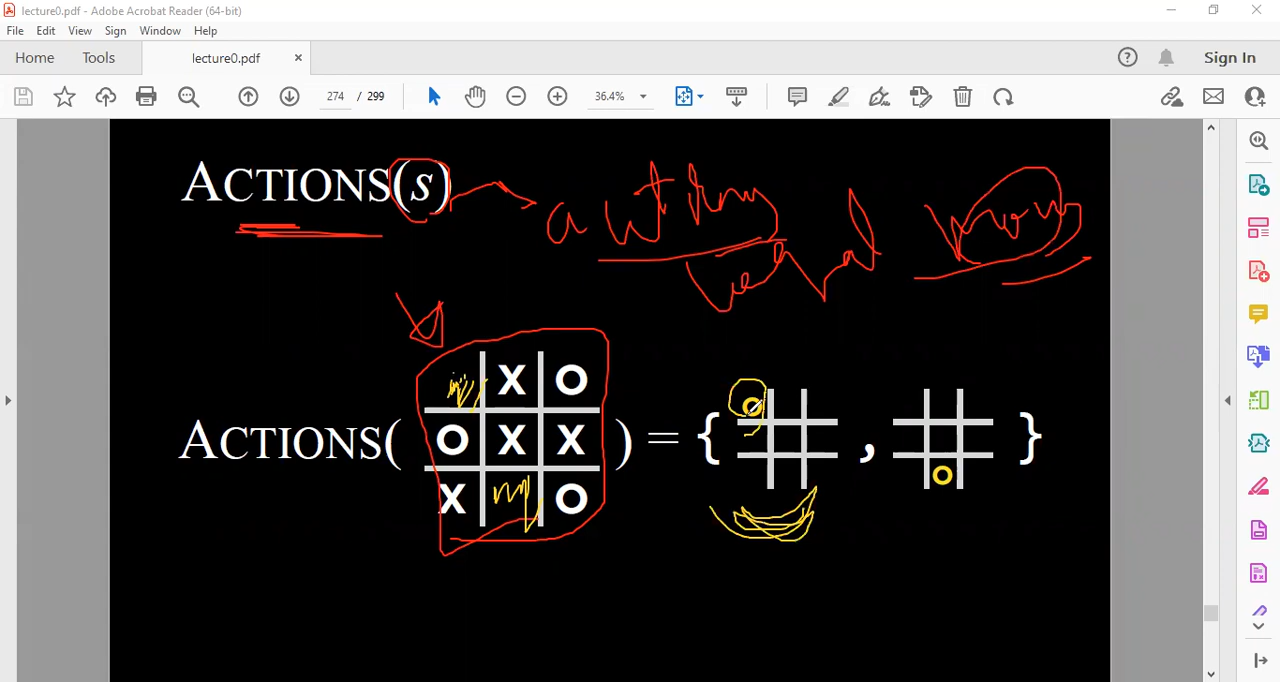 lecture0.pdf - Adobe Acrobat Reader (64-bit)
File Edit View Sign Window Help
Home Tools lecture0.pdf × Sign In
274 / 299 36.4%
ACTIONS(s)
a
X O
ACTIONS( O X X ) = { O , O }
X O